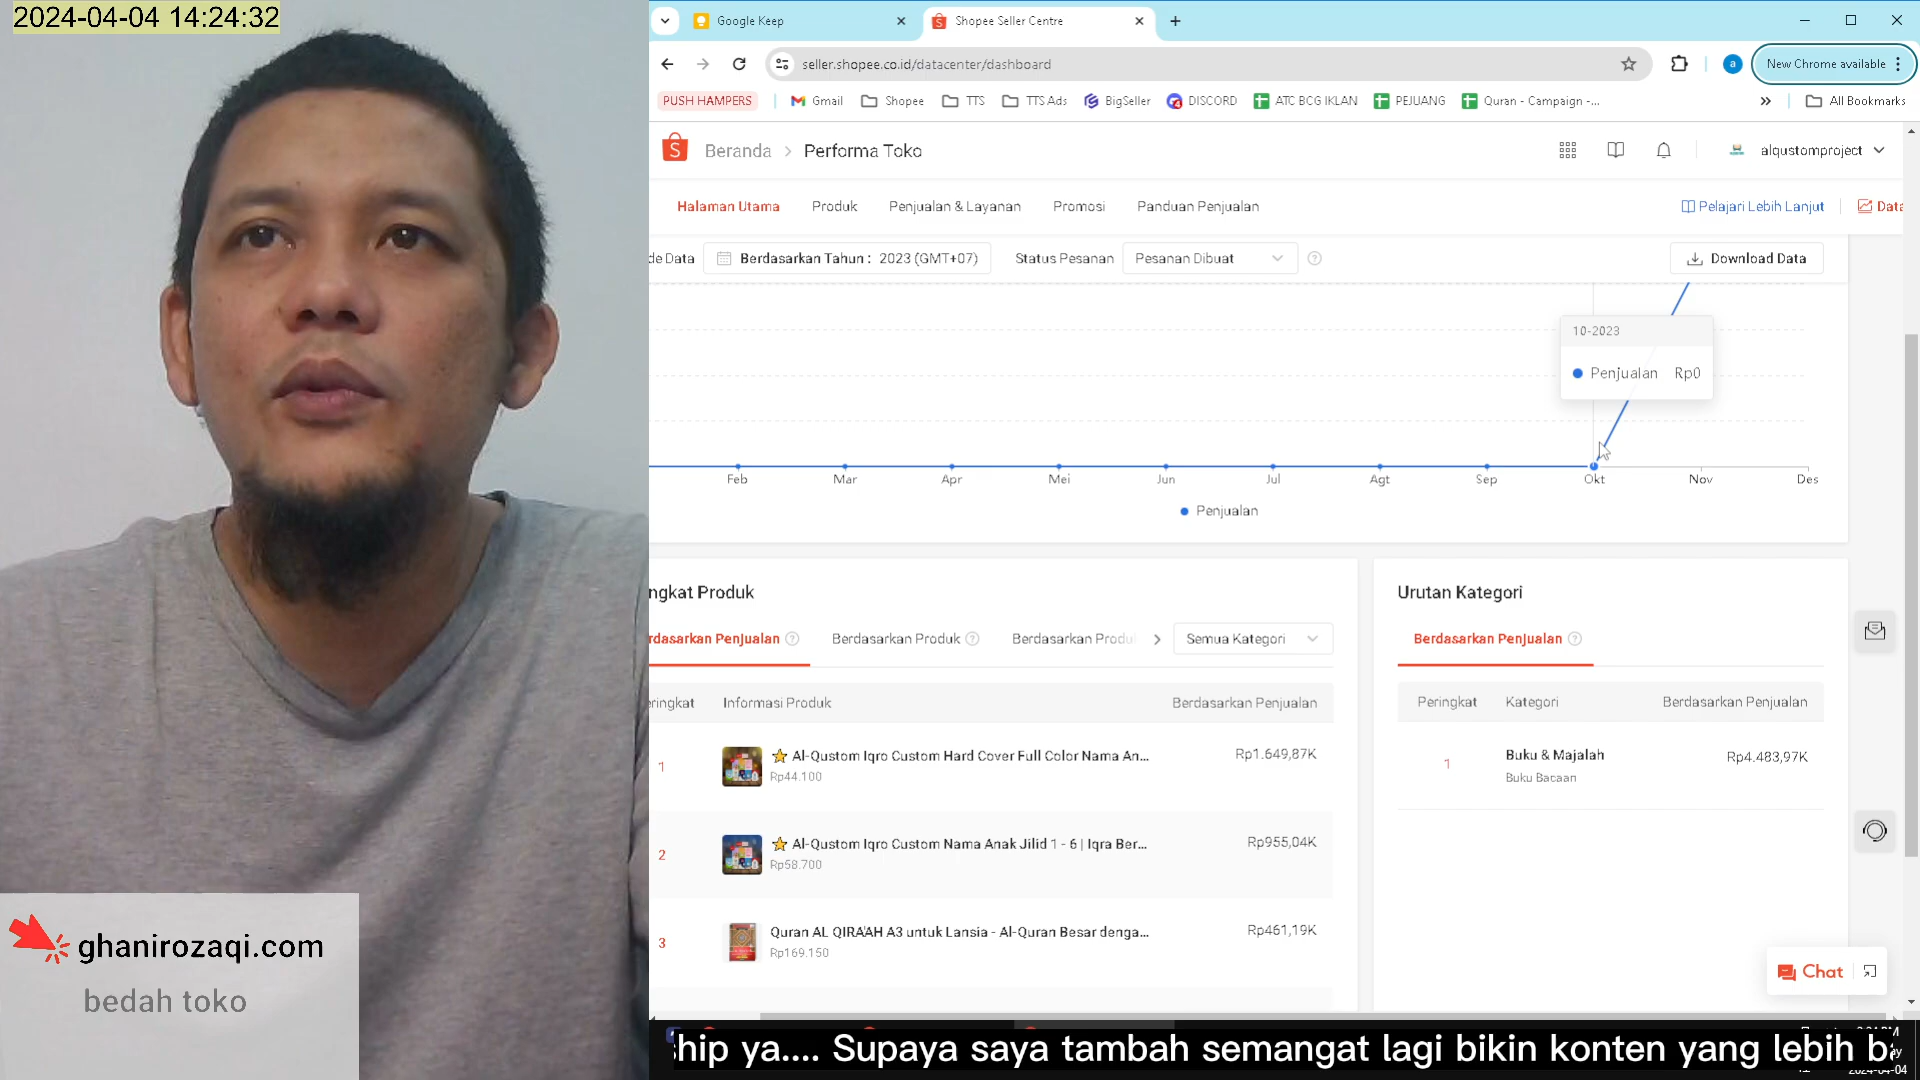 2024-04-04 14:24:32
Google Keep
Shopee Seller Centre
seller.shopee.co.id/datacenter/dashboard
a
New Chrome available
PUSH HAMPERS
Gmail
Shopee
TTS
TTS Ads
BigSeller
DISCORD
ATC BCG IKLAN
PEJUANG
Quran - Campaign -...
All Bookmarks
Beranda > Performa Toko
alqustomproject
Halaman Utama
Produk
Penjualan & Layanan
Promosi
Panduan Penjualan
Pelajari Lebih Lanjut
Data
de Data
Berdasarkan Tahun : 2023 (GMT+07)
Status Pesanan
Pesanan Dibuat
Download Data
10-2023
Penjualan Rp0
Feb Mar Apr Mei Jun Jul Agt Sep Okt Nov Des
Penjualan
ngkat Produk
rdasarkan Penjualan
Berdasarkan Produk
Berdasarkan Produ
Semua Kategori
eringkat Informasi Produk Berdasarkan Penjualan
1 Al-Qustom Iqro Custom Hard Cover Full Color Nama An... Rp1.649,87K
Rp44.100
2 Al-Qustom Iqro Custom Nama Anak Jilid 1 - 6 | Iqra Ber... Rp955,04K
Rp58.700
3 Quran AL QIRA'AH A3 untuk Lansia - Al-Quran Besar denga... Rp461,19K
Rp169.150
Urutan Kategori
Berdasarkan Penjualan
Peringkat Kategori Berdasarkan Penjualan
1 Buku & Majalah Rp4.483,97K
Buku Bacaan
Chat
ghanirozaqi.com
bedah toko
hip ya.... Supaya saya tambah semangat lagi bikin konten yang lebih b
2024-04-04